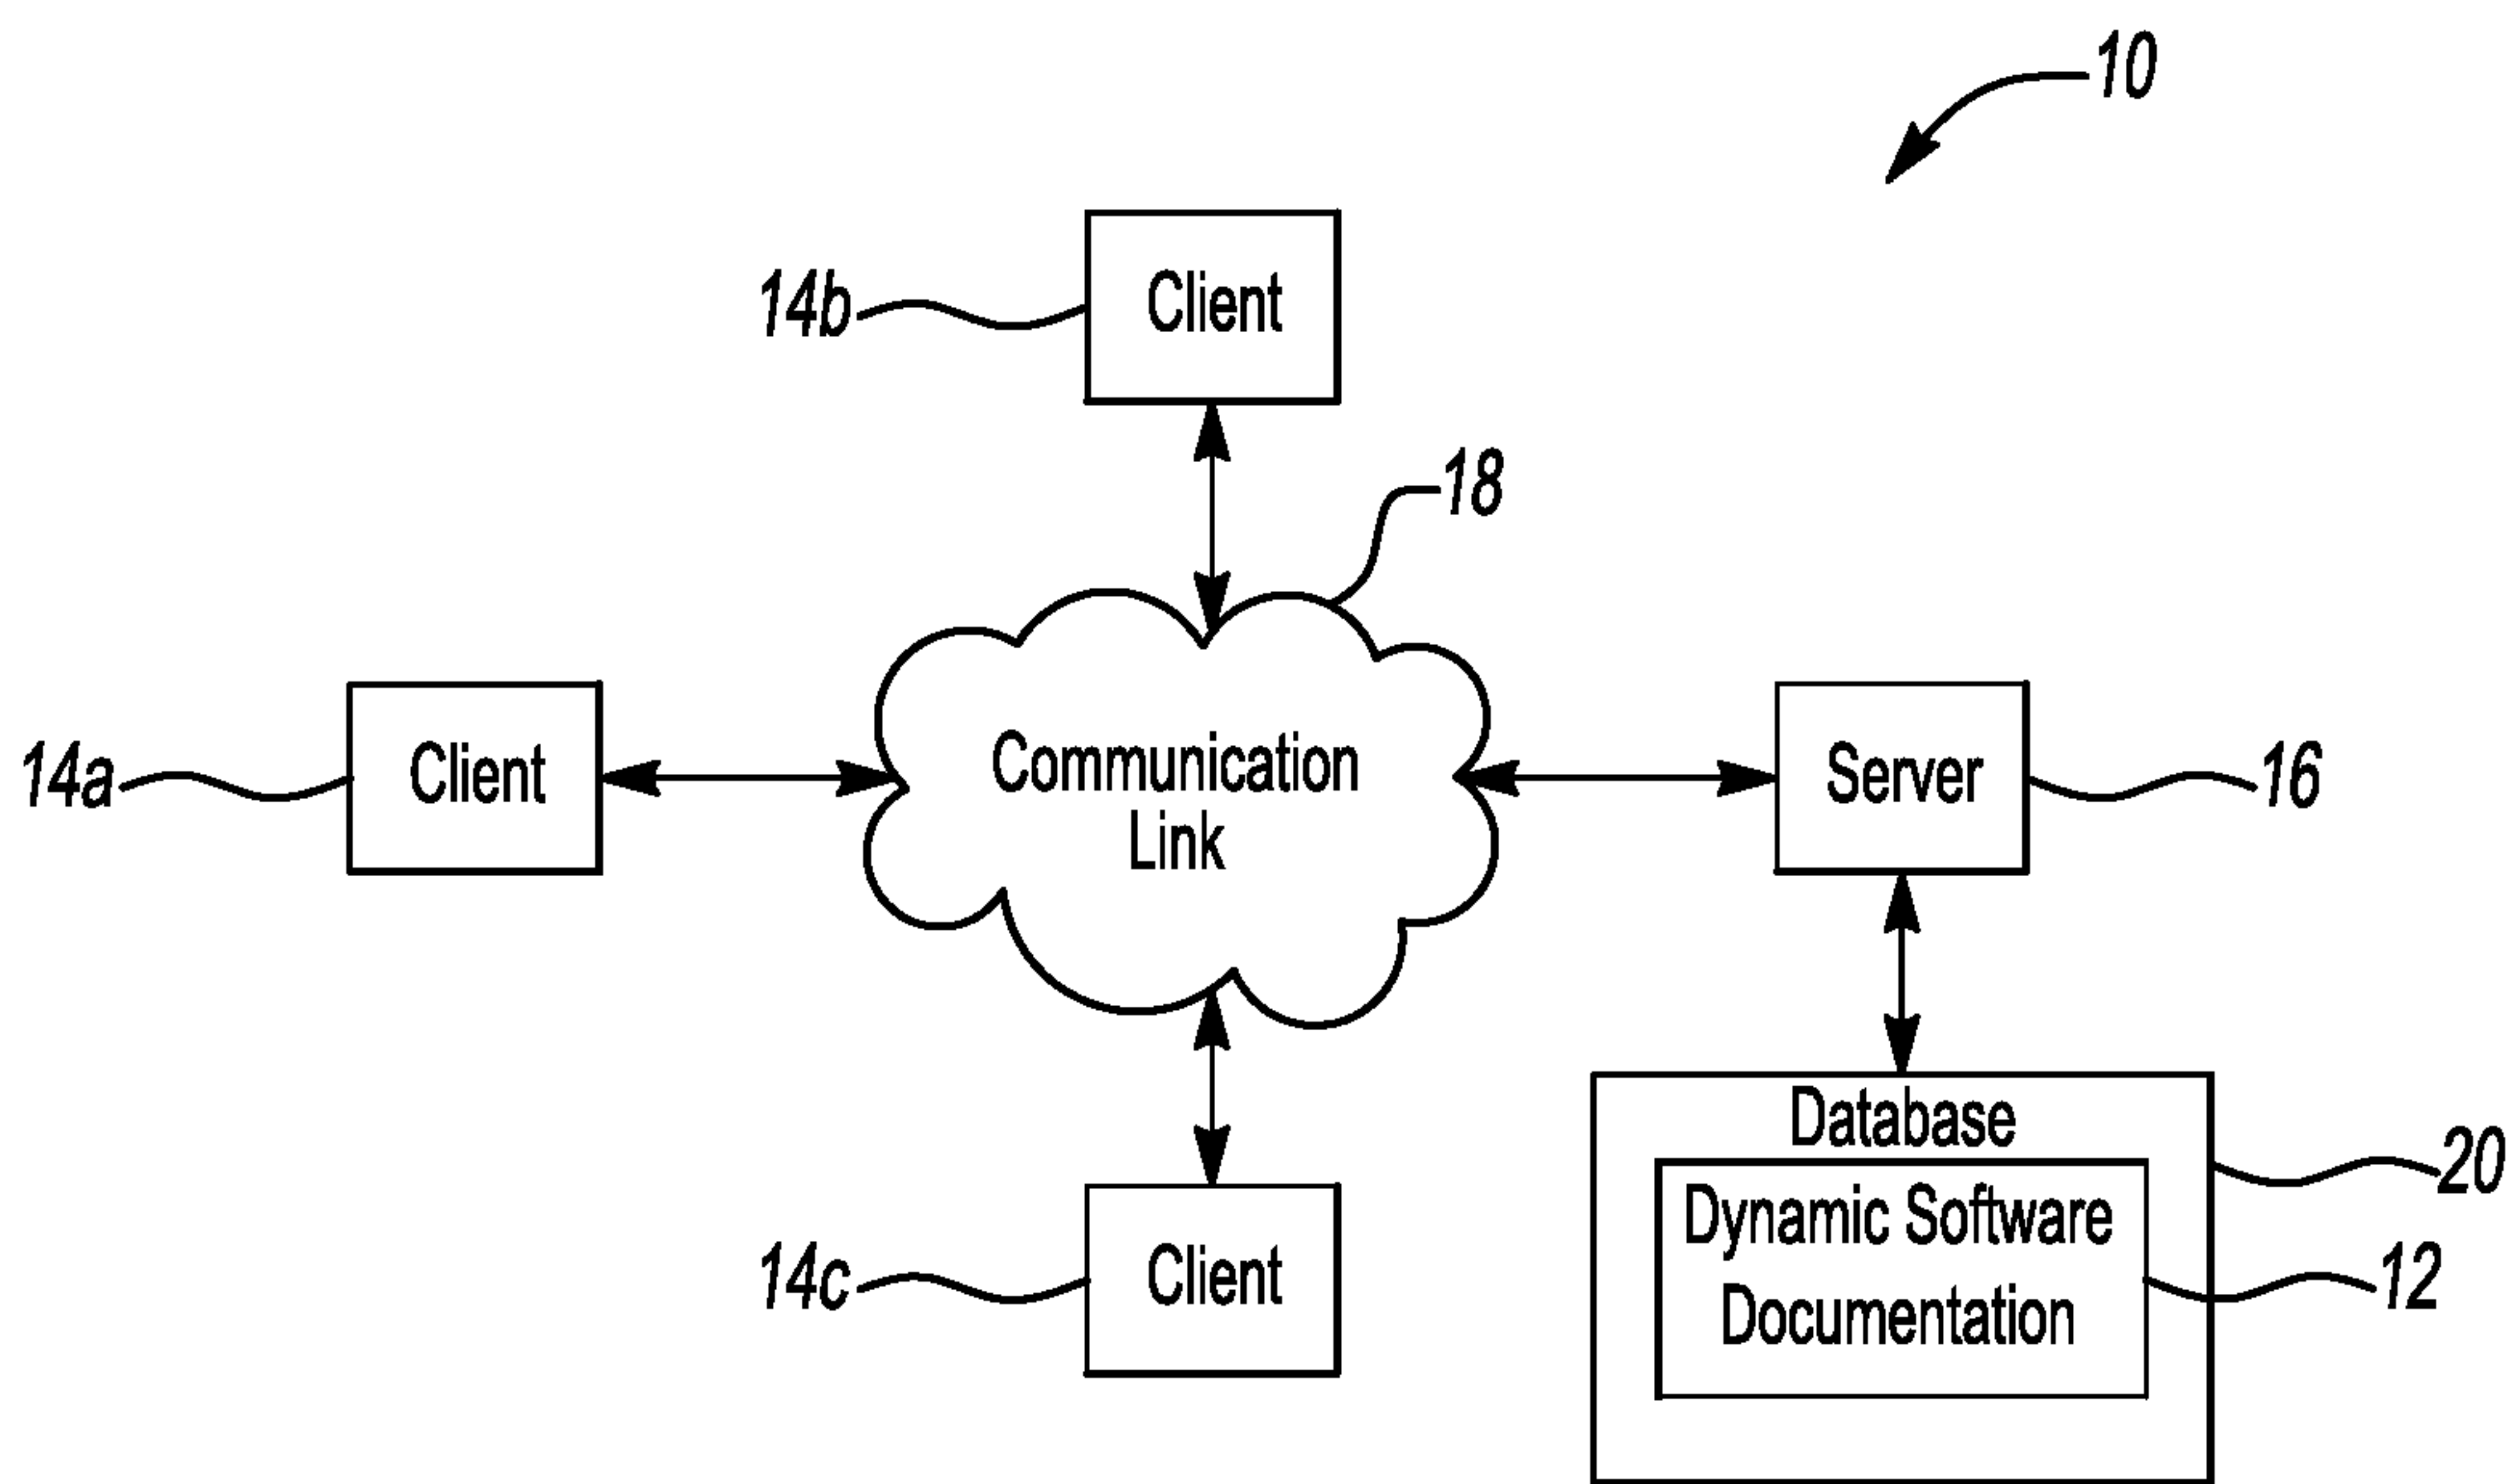 10
14b
Client
18
14a
Client
Communication
Link
Server
16
Database
20
Dynamic Software
Documentation
12
14c
Client